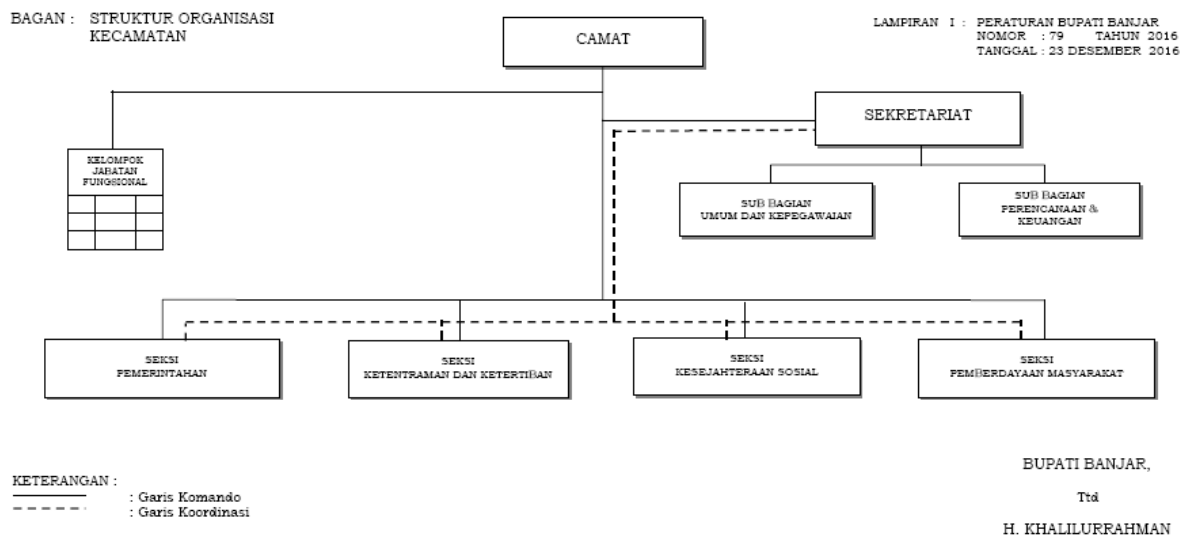 BAGAN : STRUKTUR ORGANISASI
KECAMATAN
LAMPIRAN I : PERATURAN BUPATI BANJAR
NOMOR : 79 TAHUN 2016
TANGGAL : 23 DESEMBER 2016
CAMAT
SEKRETARIAT
KELOMPOK
JABATAN
FUNGSIONAL
SUB BAGIAN
UMUM DAN KEPEGAWAIAN
SUB BAGIAN
PERENCANAAN &
KEUANGAN
SEKSI
PEMERINTAHAN
SEKSI
KETENTRAMAN DAN KETERTIBAN
SEKSI
KESEJAHTERAAN SOSIAL
SEKSI
PEMBERDAYAAN MASYARAKAT
KETERANGAN :
: Garis Komando
: Garis Koordinasi
BUPATI BANJAR,
Ttd
H. KHALILURRAHMAN